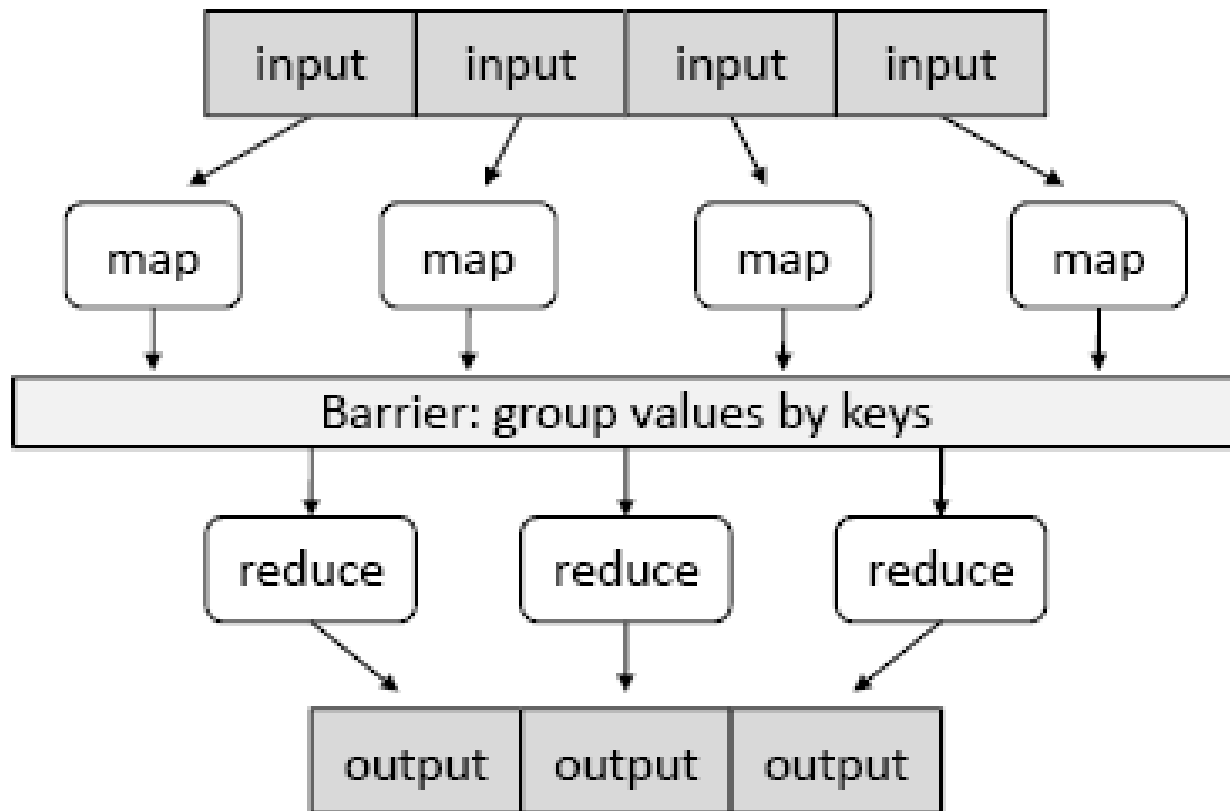 input input input input
map map map map
Barrier: group values by keys
reduce reduce reduce
output output output